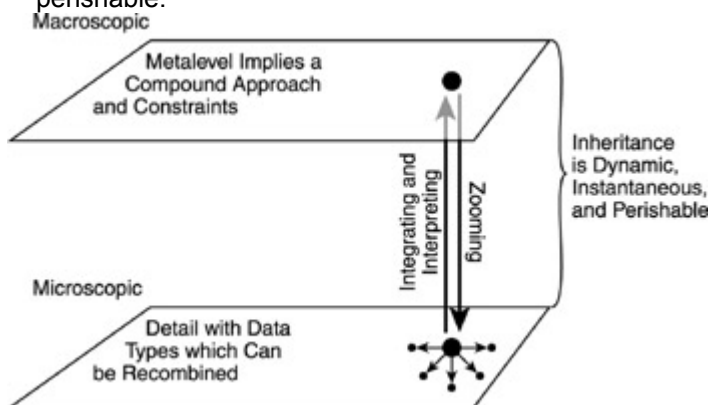 perishable.
Macroscopic
Metalevel Implies a
Compound Approach
and Constraints
Integrating and
Interpreting
Zooming
Inheritance
is Dynamic,
Instantaneous,
and Perishable
Microscopic
Detail with Data
Types which Can
be Recombined